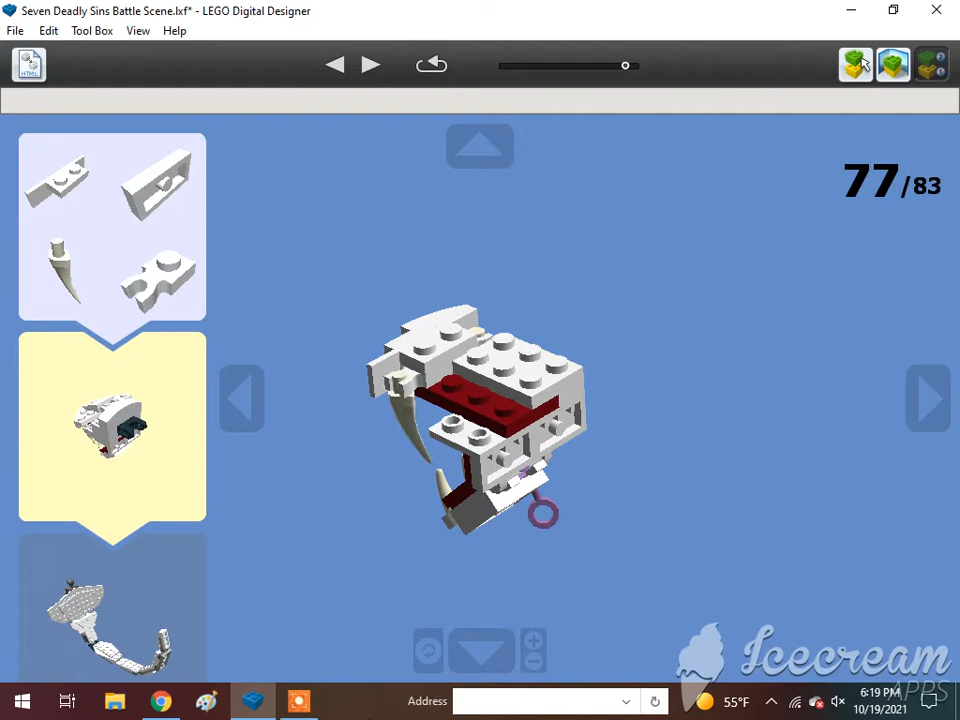 Seven Deadly Sins Battle Scene.lxf* - LEGO Digital Designer
File Edit Tool Box View Help
HTML
77/83
Icecream
APPS
Address
55°F
6:19 PM
10/19/2021